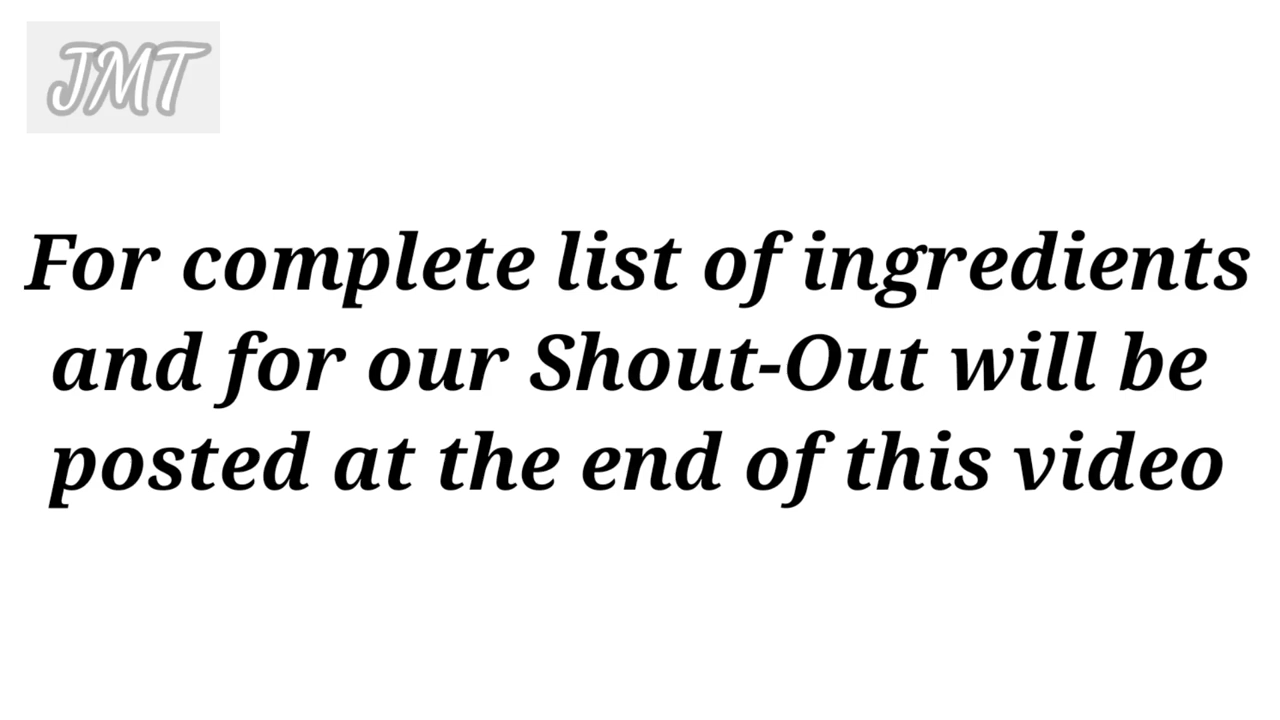 JMT
For complete list of ingredients
and for our Shout-Out will be
posted at the end of this video